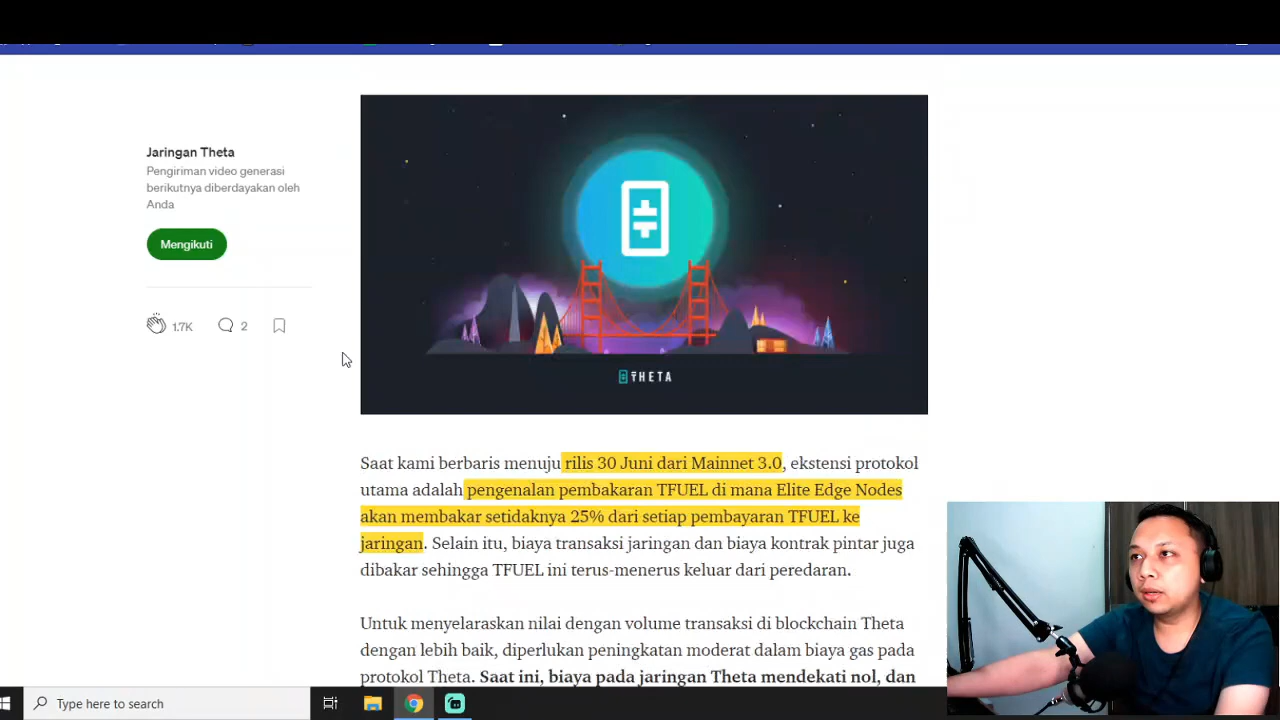 Jaringan Theta
Pengiriman video generasi
berikutnya diberdayakan oleh
Anda
Mengikuti
1.7K
2
THETA
Saat kami berbaris menuju rilis 30 Juni dari Mainnet 3.0, ekstensi protokol
utama adalah pengenalan pembakaran TFUEL di mana Elite Edge Nodes
akan membakar setidaknya 25% dari setiap pembayaran TFUEL ke
jaringan. Selain itu, biaya transaksi jaringan dan biaya kontrak pintar juga
dibakar sehingga TFUEL ini terus-menerus keluar dari peredaran.
Untuk menyelaraskan nilai dengan volume transaksi di blockchain Theta
dengan lebih baik, diperlukan peningkatan moderat dalam biaya gas pada
protokol Theta. Saat ini, biaya pada jaringan Theta mendekati nol, dan
Type here to search